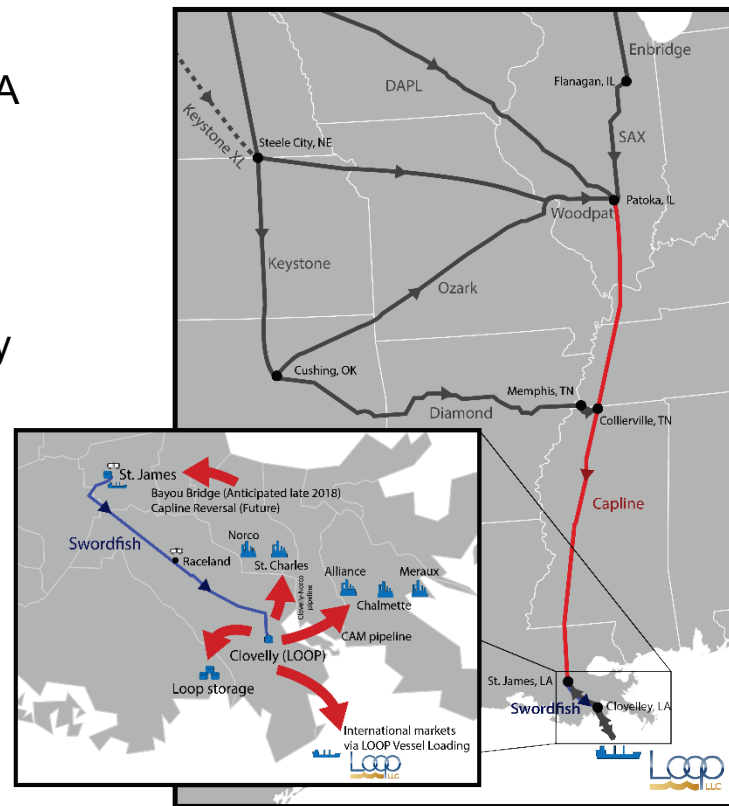 A
y
Enbridge
Flanagan, IL
DAPL
SAX
Keystone XL
Steele City, NE
Patoka, IL
Woodpat
Keystone
Ozark
Cushing, OK
Memphis, TN
Diamond
Collierville, TN
Capline
St. James, LA
Swordfish
Clovelley, LA
LOOP
LLC
St. James
Bayou Bridge (Anticipated late 2018)
Capline Reversal (Future)
Swordfish
Norco
Raceland
St. Charles
Alliance
Meraux
Chalmette
Clovelly-Norco
pipeline
CAM pipeline
Clovelly (LOOP)
Loop storage
International markets
via LOOP Vessel Loading
LOOP
LLC